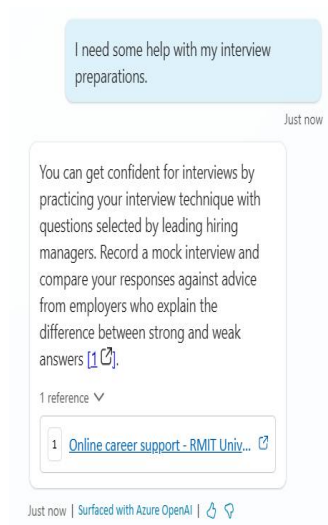 I need some help with my interview
preparations.
Just now
You can get confident for interviews by
practicing your interview technique with
questions selected by leading hiring
managers. Record a mock interview and
compare your responses against advice
from employers who explain the
difference between strong and weak
answers [1].
1 reference
1 Online career support - RMIT Univ...
Just now | Surfaced with Azure OpenAI |